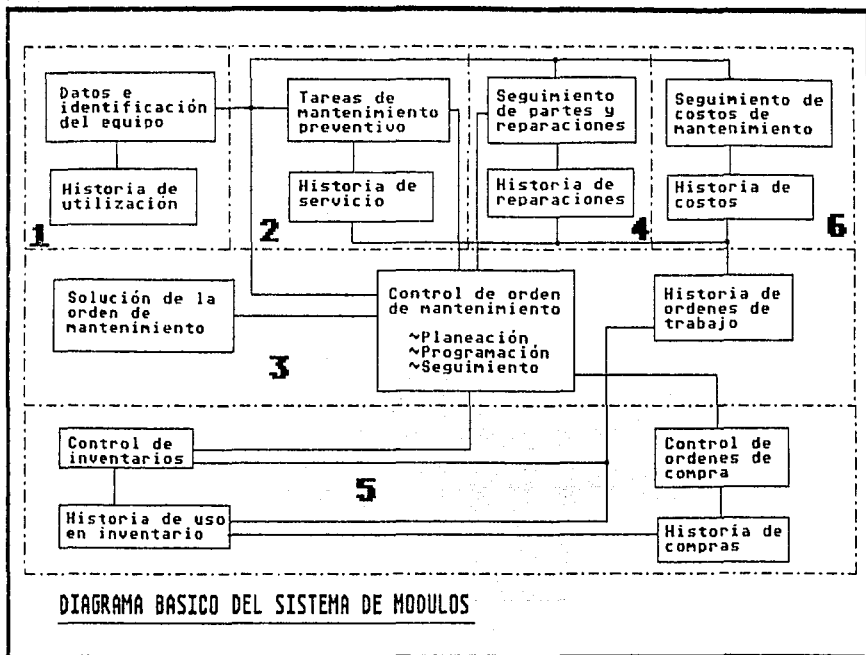 Datos e
identificación
del equipo
Historia de
utilización
1
Tareas de
mantenimiento
preventivo
Historia de
servicio
2
Seguimiento
de partes y
reparaciones
Historia de
reparaciones
4
Seguimiento de
costos de
mantenimiento
Historia de
costos
6
Solución de la
orden de
mantenimiento
Control de orden
de mantenimiento
~Planeación
~Programación
~Seguimiento
Historia de
ordenes de
trabajo
3
Control de
inventarios
Historia de uso
en inventario
5
Control de
ordenes de
compra
Historia de
compras
DIAGRAMA BASICO DEL SISTEMA DE MODULOS